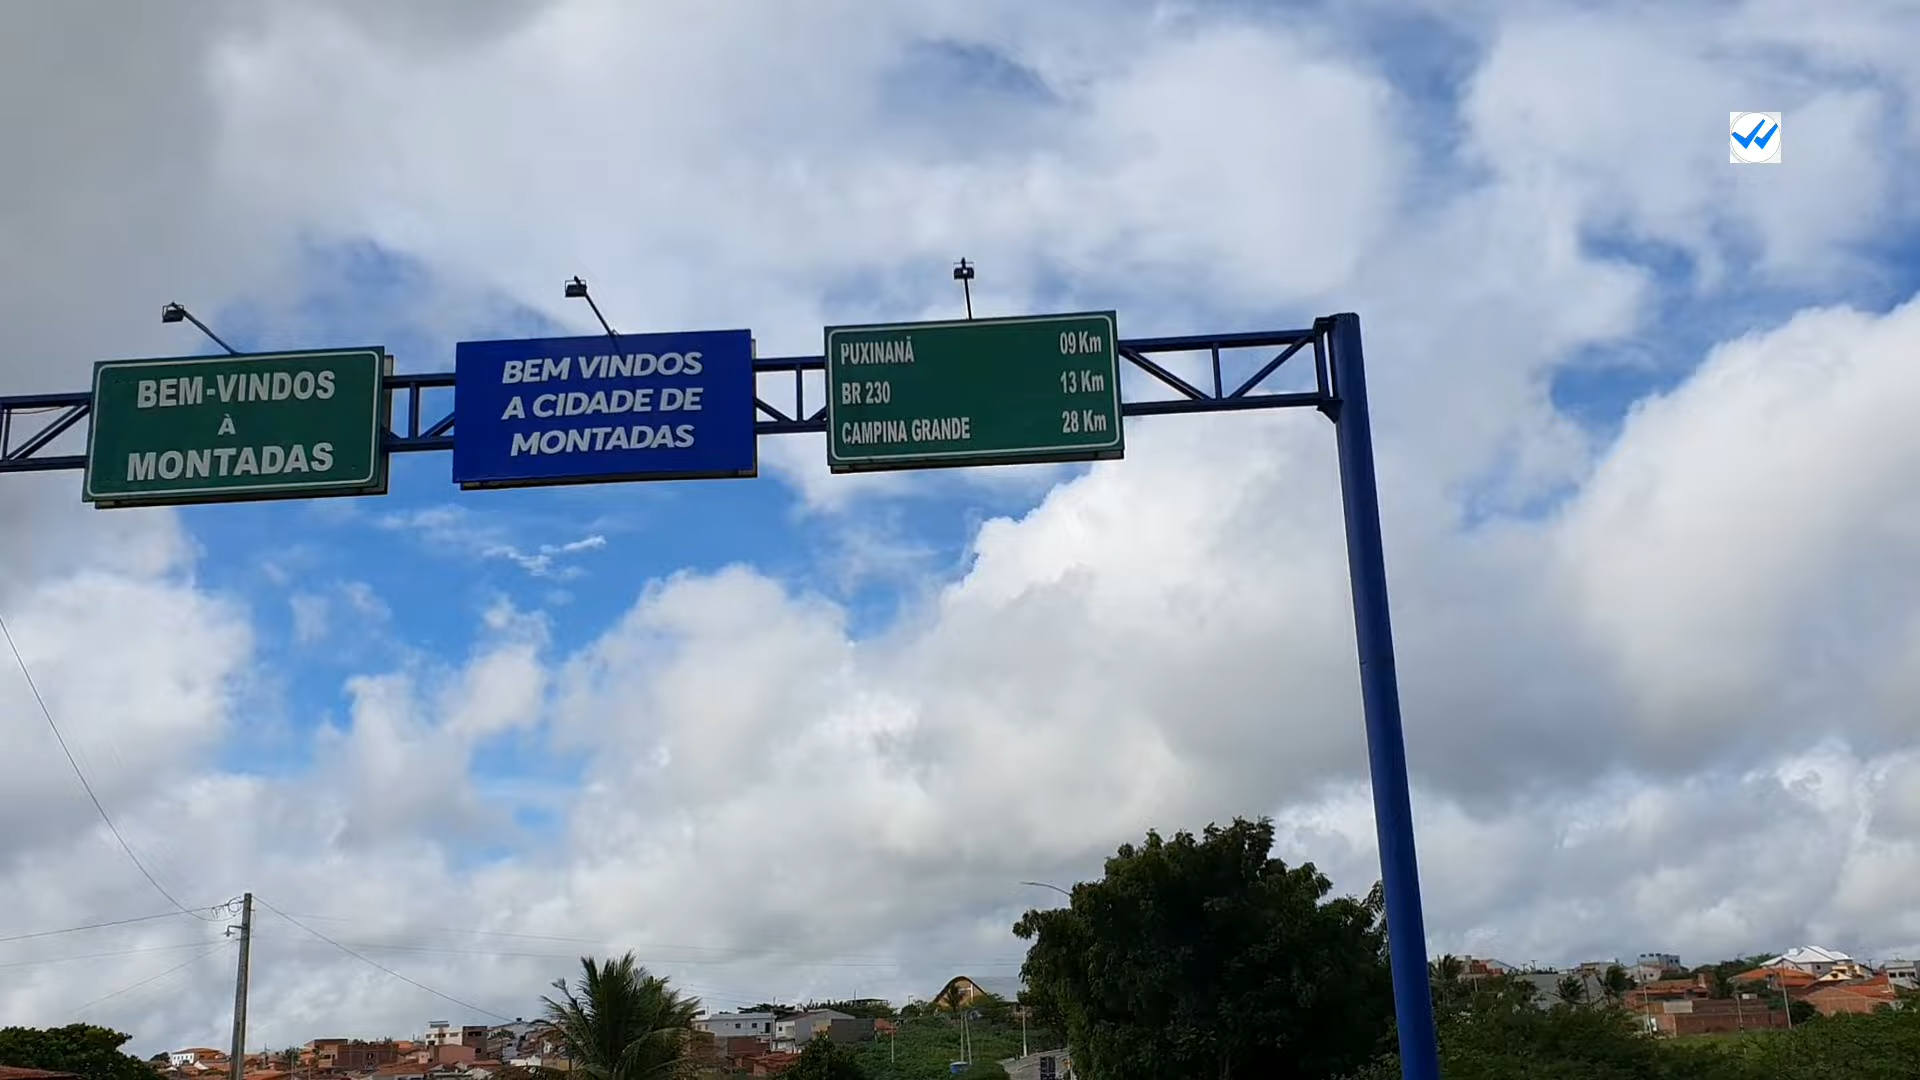 BEM-VINDOS
À
MONTADAS
BEM VINDOS
A CIDADE DE
MONTADAS
PUXINANÃ 09 Km
BR 230 13 Km
CAMPINA GRANDE 28 Km